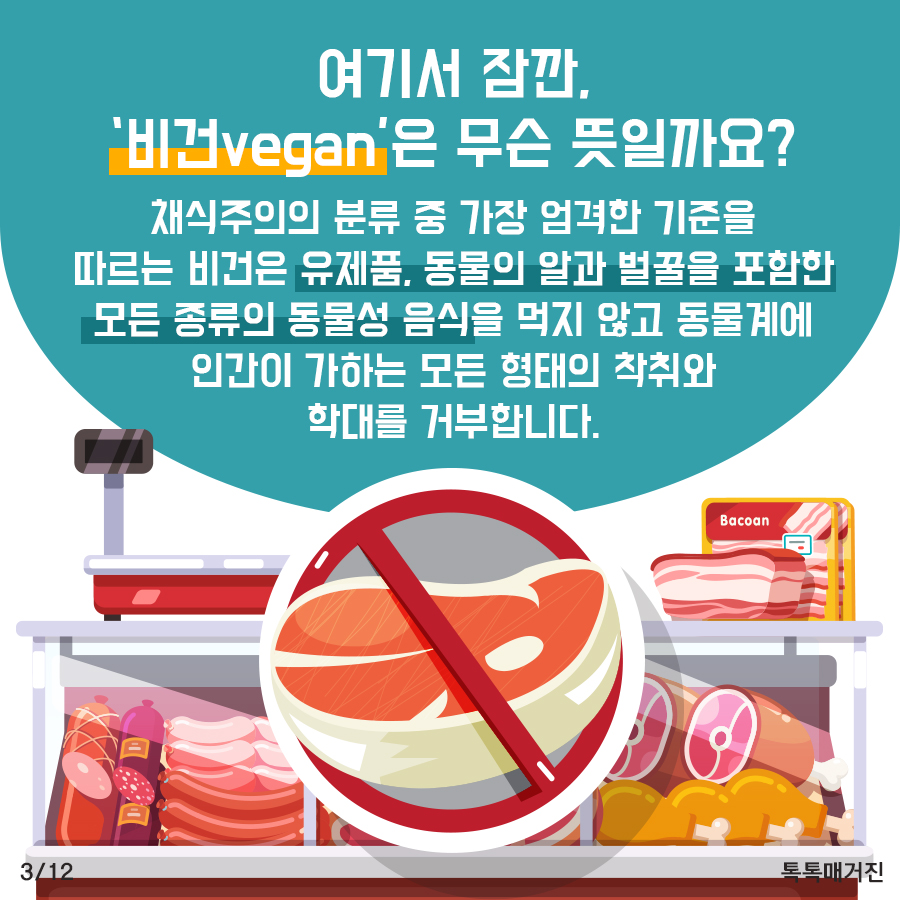 여기서 잠깐,
‘비건vegan’은 무슨 뜻일까요?
채식주의의 분류 중 가장 엄격한 기준을
따르는 비건은 유제품, 동물의 알과 벌꿀을 포함한
모든 종류의 동물성 음식을 먹지 않고 동물계에
인간이 가하는 모든 형태의 착취와
학대를 거부합니다.
Bacoan
3/12
톡톡매거진